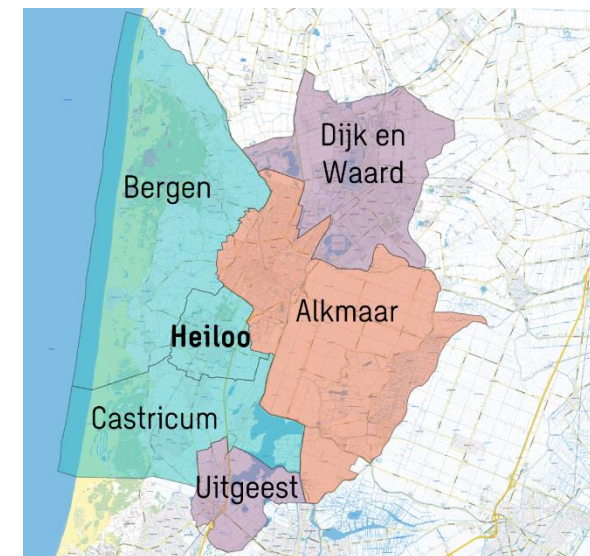 Dijk en
Waard
Bergen
Alkmaar
Heiloo
Castricum
Uitgeest